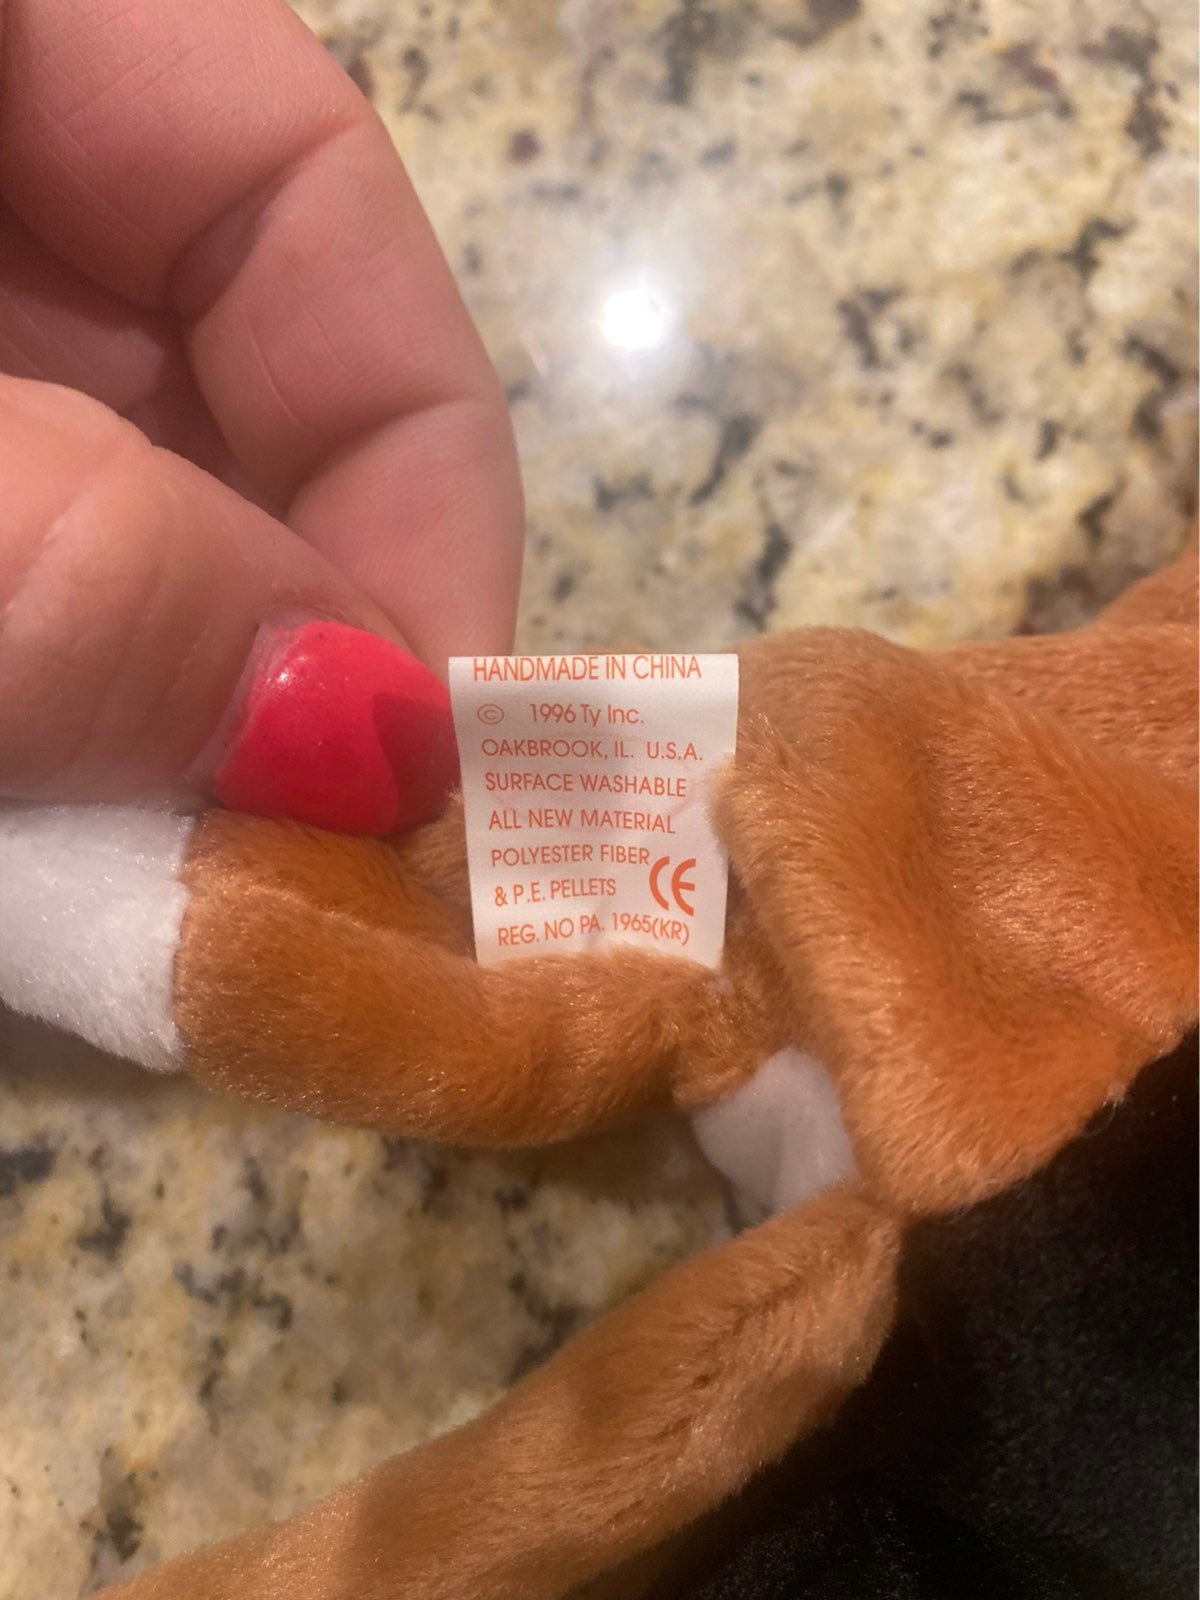 HANDMADE IN CHINA
© 1996 Ty Inc.
OAKBROOK, IL. U.S.A.
SURFACE WASHABLE
ALL NEW MATERIAL
POLYESTER FIBER
& P.E. PELLETS CE
REG. NO PA. 1965(KR)